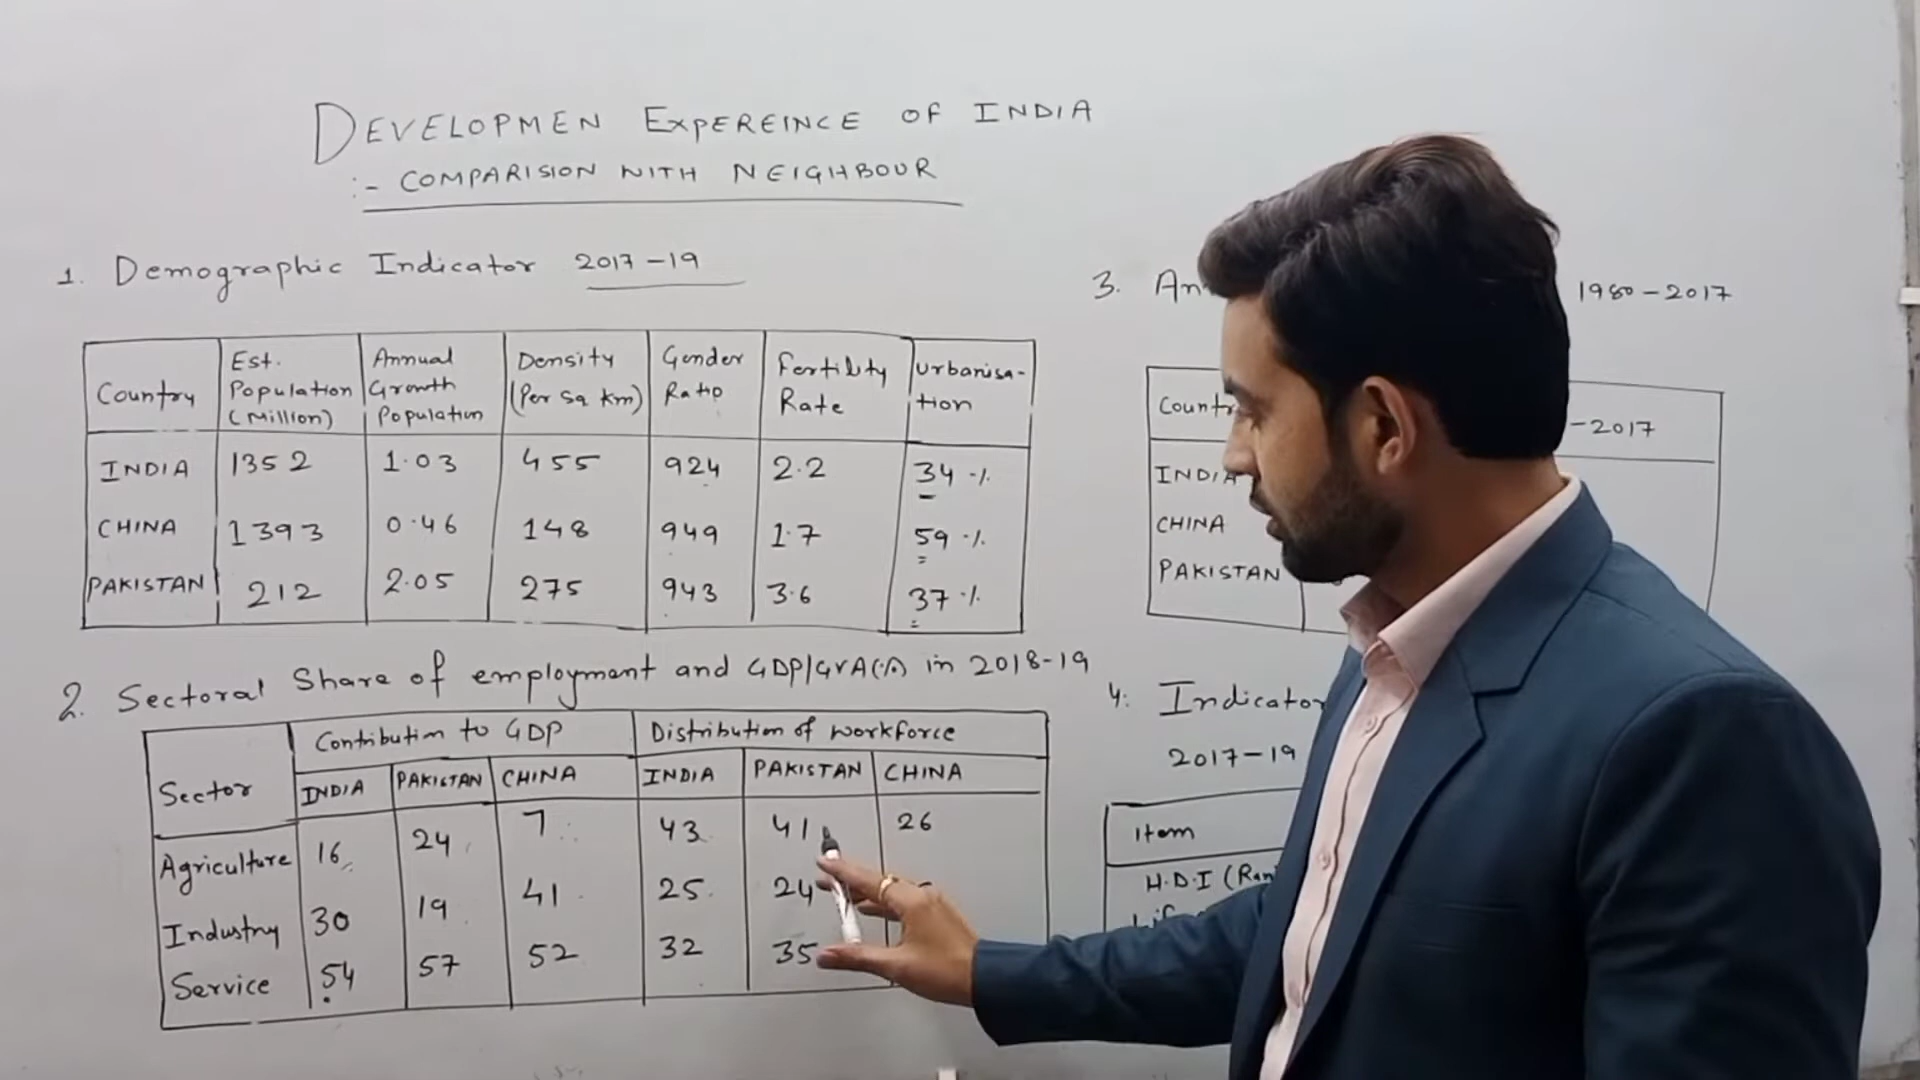 DEVELOPMEN EXPEREINCE OF INDIA
:- COMPARISION WITH NEIGHBOUR
1. Demographic Indicator 2017-19
Country | Est. Population (Million) | Annual Growth Population | Density (Per Sq Km) | Gender Ratio | Fertility Rate | Urbanisa-tion
INDIA 1352 1.03 455 924 2.2 34 %
CHINA 1393 0.46 148 949 1.7 59 %
PAKISTAN 212 2.05 275 943 3.6 37 %
2. Sectoral Share of employment and GDP/GVA(%) in 2018-19
Sector | Contribution to GDP | Distribution of workforce
INDIA PAKISTAN CHINA INDIA PAKISTAN CHINA
Agriculture 16 24 7 43 41 26
Industry 30 19 41 25 24
Service 54 57 52 32 35
3. 1980-2017
-2017
INDIA
CHINA
PAKISTAN
4. Indicator
2017-19
Item
H.D.I